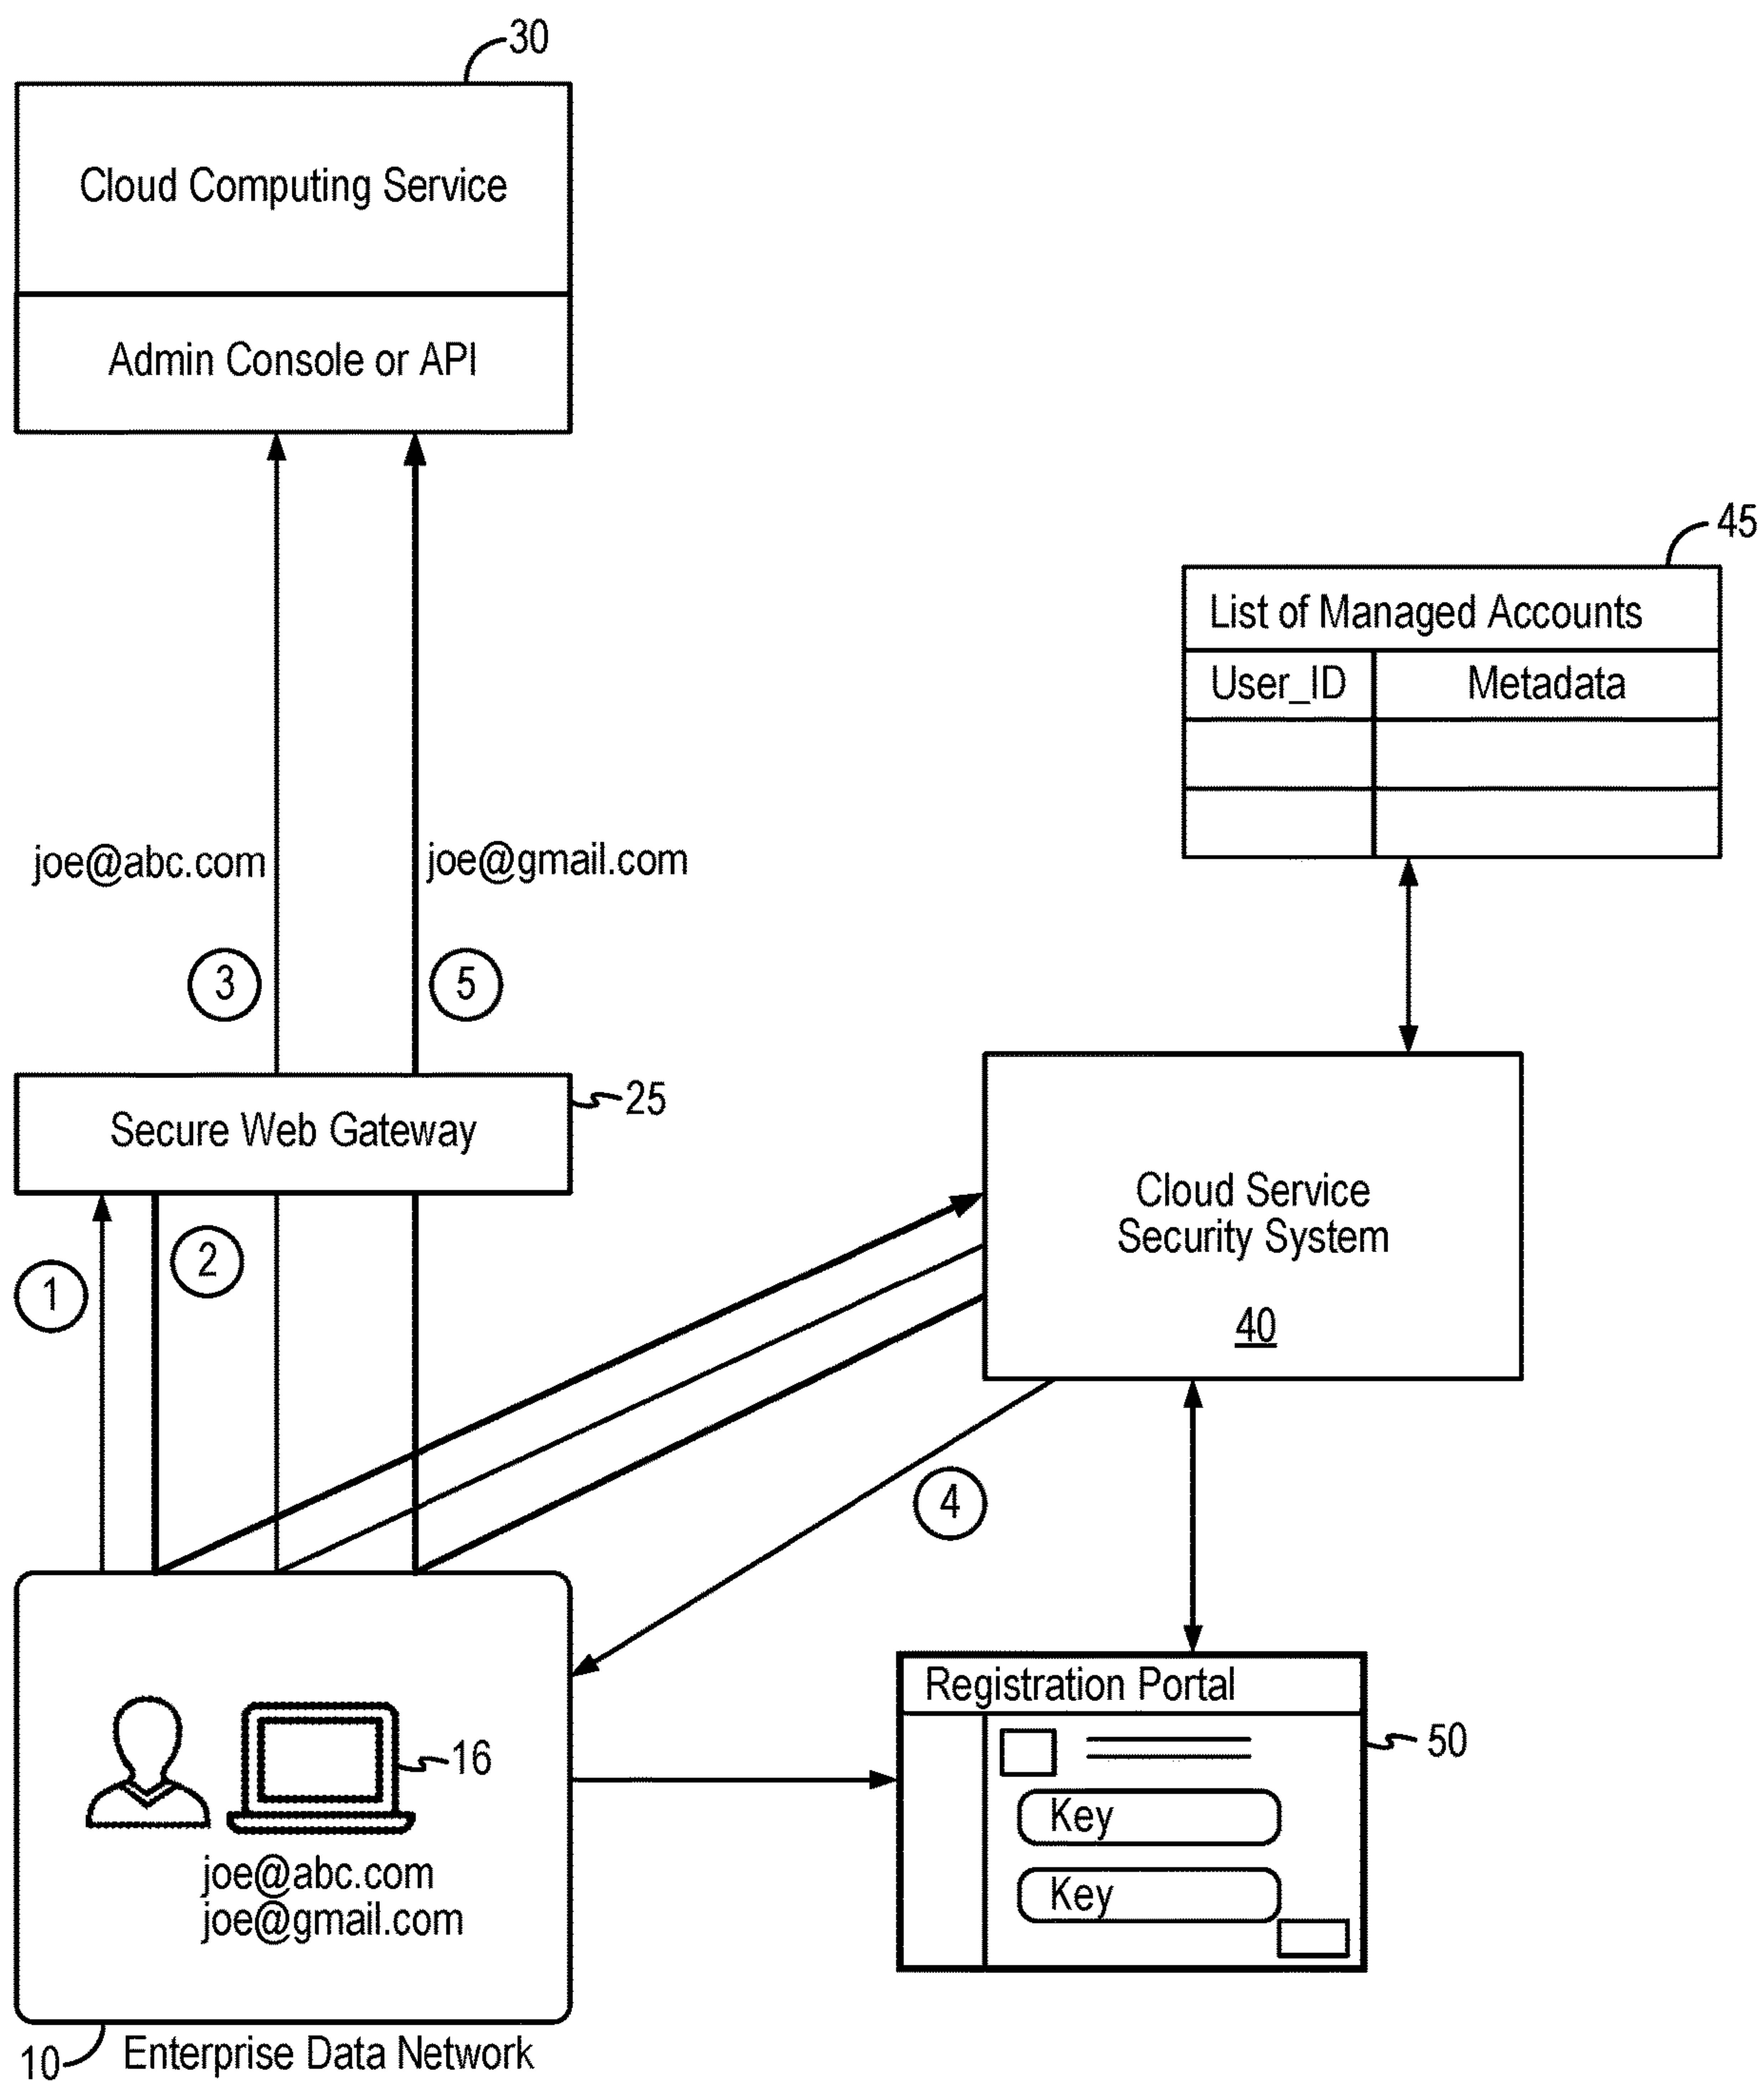 30
Cloud Computing Service
Admin Console or API
45
List of Managed Accounts
User_ID Metadata
joe@abc.com joe@gmail.com
3 5
Secure Web Gateway
25
Cloud Service
Security System
40
1 2
4
Registration Portal
50
Key
Key
16
joe@abc.com
joe@gmail.com
10 Enterprise Data Network